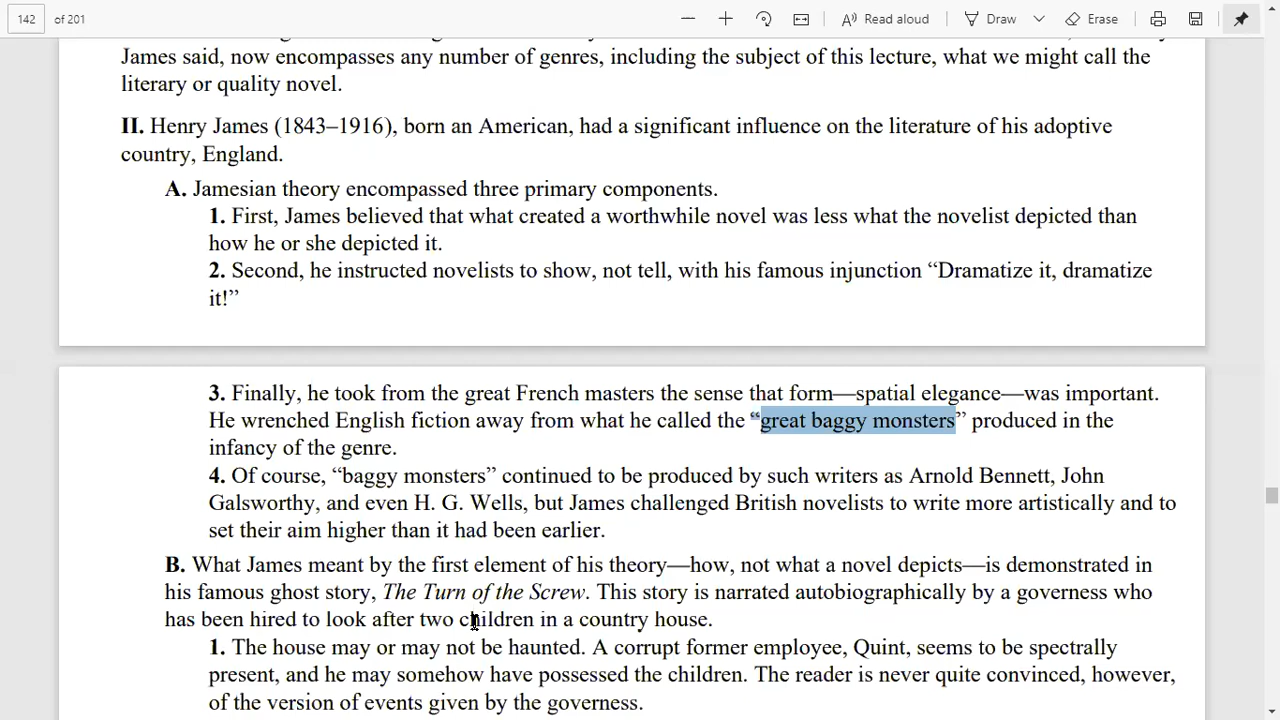 142 of 201 Read aloud Draw Erase
James said, now encompasses any number of genres, including the subject of this lecture, what we might call the
literary or quality novel.
II. Henry James (1843–1916), born an American, had a significant influence on the literature of his adoptive
country, England.
A. Jamesian theory encompassed three primary components.
1. First, James believed that what created a worthwhile novel was less what the novelist depicted than
how he or she depicted it.
2. Second, he instructed novelists to show, not tell, with his famous injunction “Dramatize it, dramatize
it!”
3. Finally, he took from the great French masters the sense that form—spatial elegance—was important.
He wrenched English fiction away from what he called the “great baggy monsters” produced in the
infancy of the genre.
4. Of course, “baggy monsters” continued to be produced by such writers as Arnold Bennett, John
Galsworthy, and even H. G. Wells, but James challenged British novelists to write more artistically and to
set their aim higher than it had been earlier.
B. What James meant by the first element of his theory—how, not what a novel depicts—is demonstrated in
his famous ghost story, The Turn of the Screw. This story is narrated autobiographically by a governess who
has been hired to look after two children in a country house.
1. The house may or may not be haunted. A corrupt former employee, Quint, seems to be spectrally
present, and he may somehow have possessed the children. The reader is never quite convinced, however,
of the version of events given by the governess.